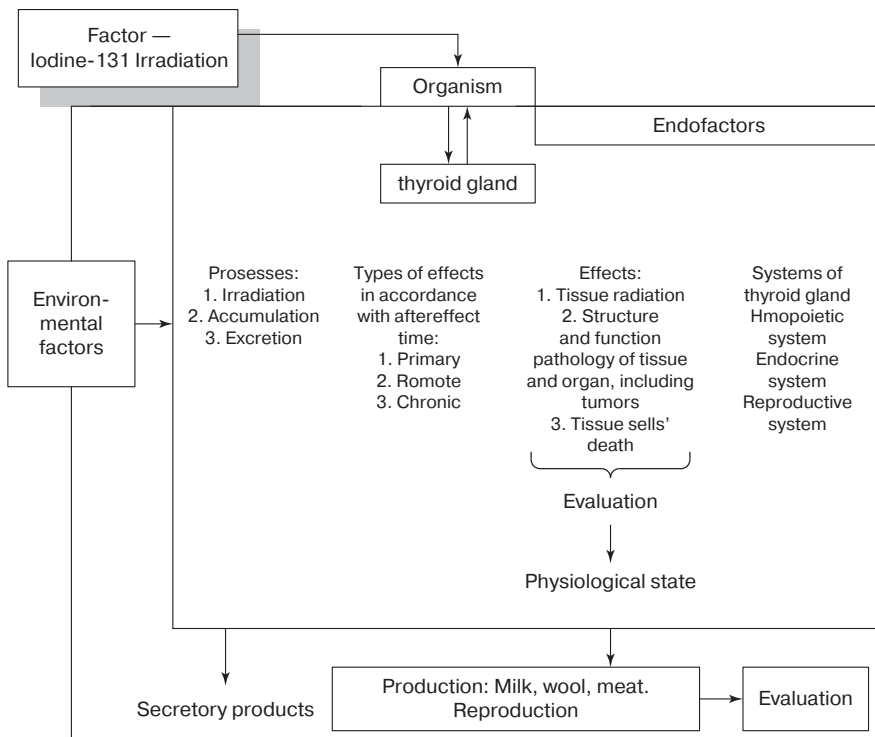 Factor —
Iodine-131 Irradiation
Organism
Endofactors
thyroid gland
Environ-
mental
factors
Prosesses:
1. Irradiation
2. Accumulation
3. Excretion
Types of effects
in accordance
with aftereffect
time:
1. Primary
2. Romote
3. Chronic
Effects:
1. Tissue radiation
2. Structure
and function
pathology of tissue
and organ, including
tumors
3. Tissue sells’
death
Systems of
thyroid gland
Hmopoietic
system
Endocrine
system
Reproductive
system
Evaluation
Physiological state
Secretory products
Production: Milk, wool, meat.
Reproduction
Evaluation